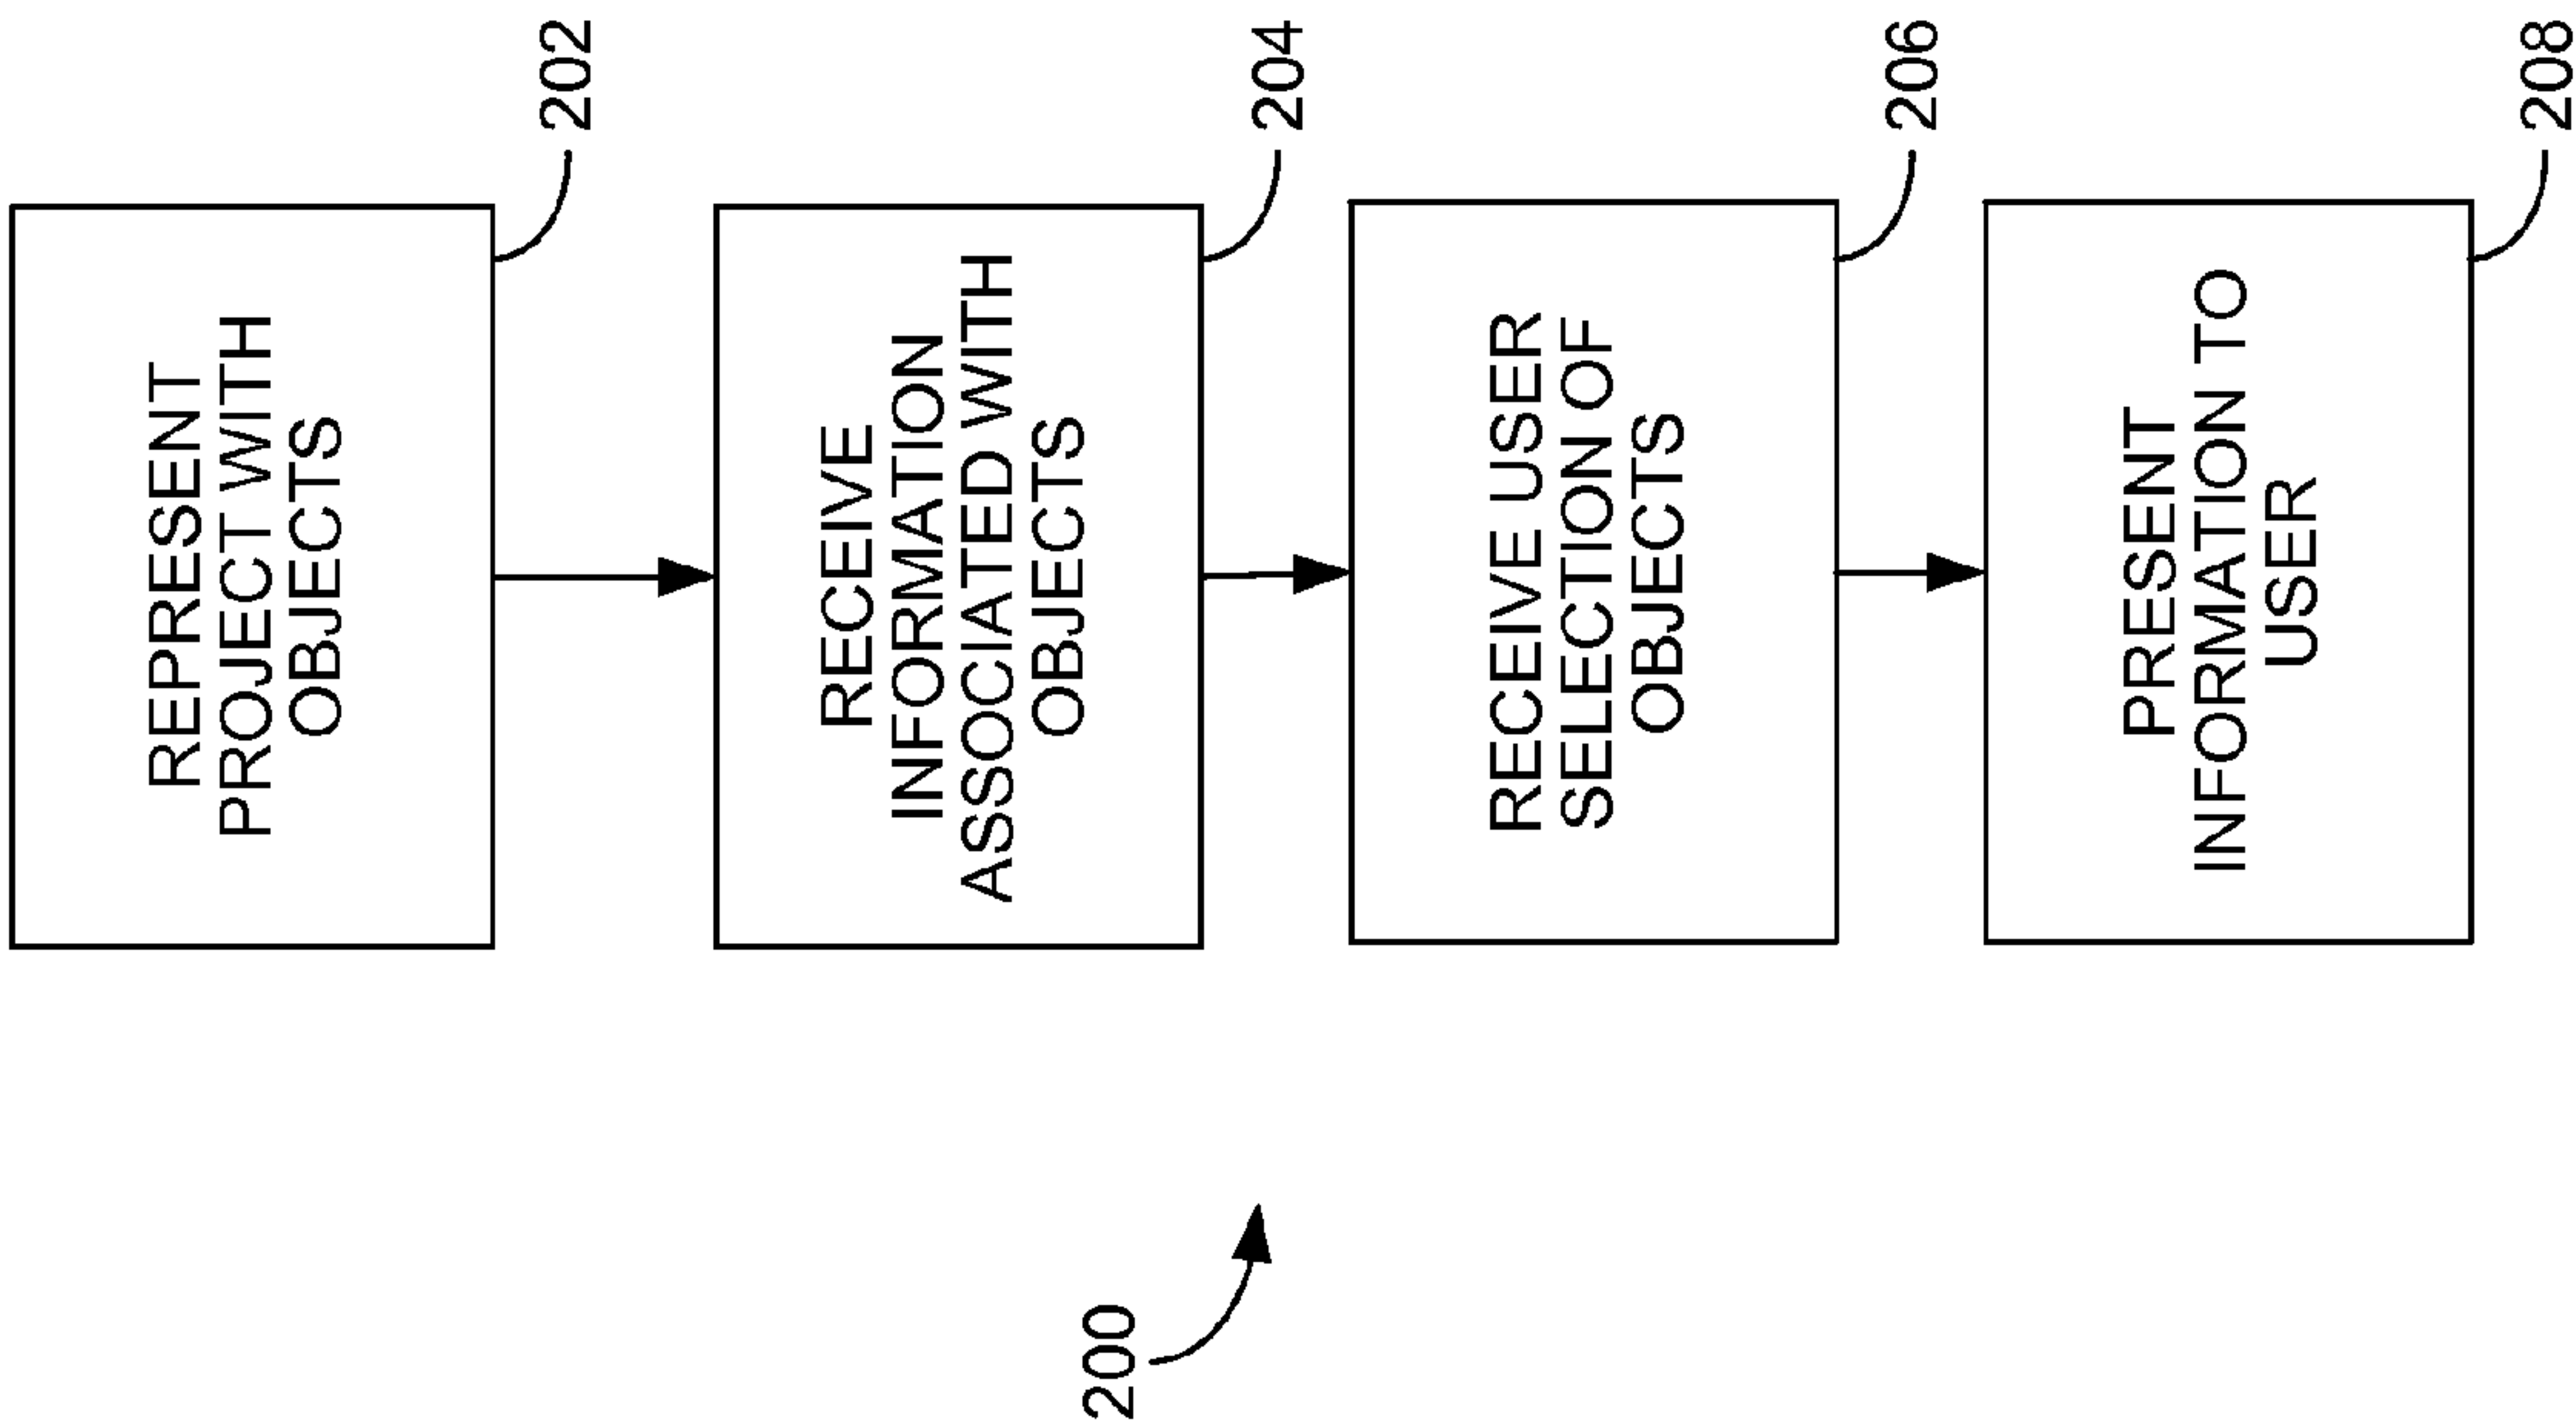 REPRESENT
PROJECT WITH
OBJECTS
202
RECEIVE
INFORMATION
ASSOCIATED WITH
OBJECTS
204
RECEIVE USER
SELECTION OF
OBJECTS
206
PRESENT
INFORMATION TO
USER
208
200